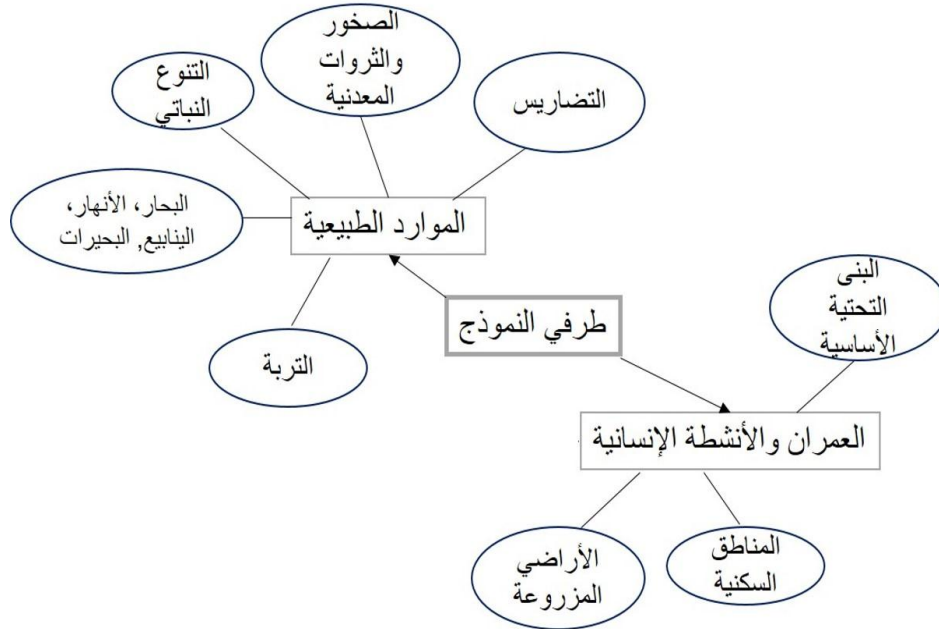 الصخور
والثروات
المعدنية
التنوع
النباتي
التضاريس
البحار، الأنهار،
الينابيع, البحيرات
الموارد الطبيعية
التربة
طرفي النموذج
البنى
التحتية
الأساسية
العمران والأنشطة الإنسانية
الأراضي
المزروعة
المناطق
السكنية